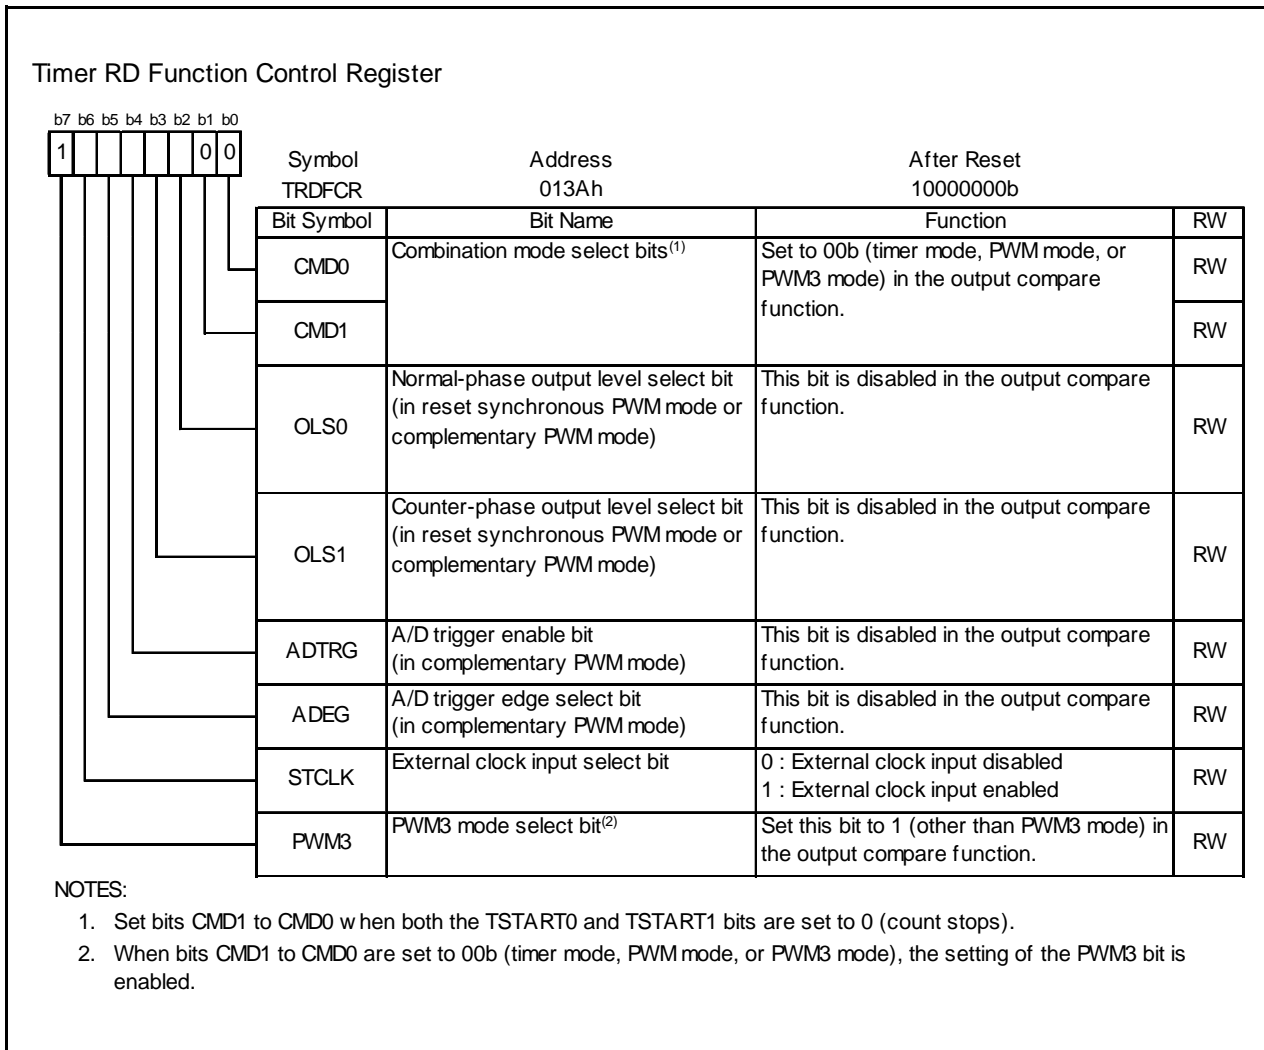 Timer RD Function Control Register
b7 b6 b5 b4 b3 b2 b1 b0
1 0 0
Symbol Address After Reset
TRDFCR 013Ah 10000000b
Bit Symbol Bit Name Function RW
CMD0 Combination mode select bits(1) Set to 00b (timer mode, PWM mode, or PWM3 mode) in the output compare function. RW
CMD1 RW
OLS0 Normal-phase output level select bit (in reset synchronous PWM mode or complementary PWM mode) This bit is disabled in the output compare function. RW
OLS1 Counter-phase output level select bit (in reset synchronous PWM mode or complementary PWM mode) This bit is disabled in the output compare function. RW
ADTRG A/D trigger enable bit (in complementary PWM mode) This bit is disabled in the output compare function. RW
ADEG A/D trigger edge select bit (in complementary PWM mode) This bit is disabled in the output compare function. RW
STCLK External clock input select bit 0 : External clock input disabled 1 : External clock input enabled RW
PWM3 PWM3 mode select bit(2) Set this bit to 1 (other than PWM3 mode) in the output compare function. RW
NOTES:
1. Set bits CMD1 to CMD0 when both the TSTART0 and TSTART1 bits are set to 0 (count stops).
2. When bits CMD1 to CMD0 are set to 00b (timer mode, PWM mode, or PWM3 mode), the setting of the PWM3 bit is
enabled.